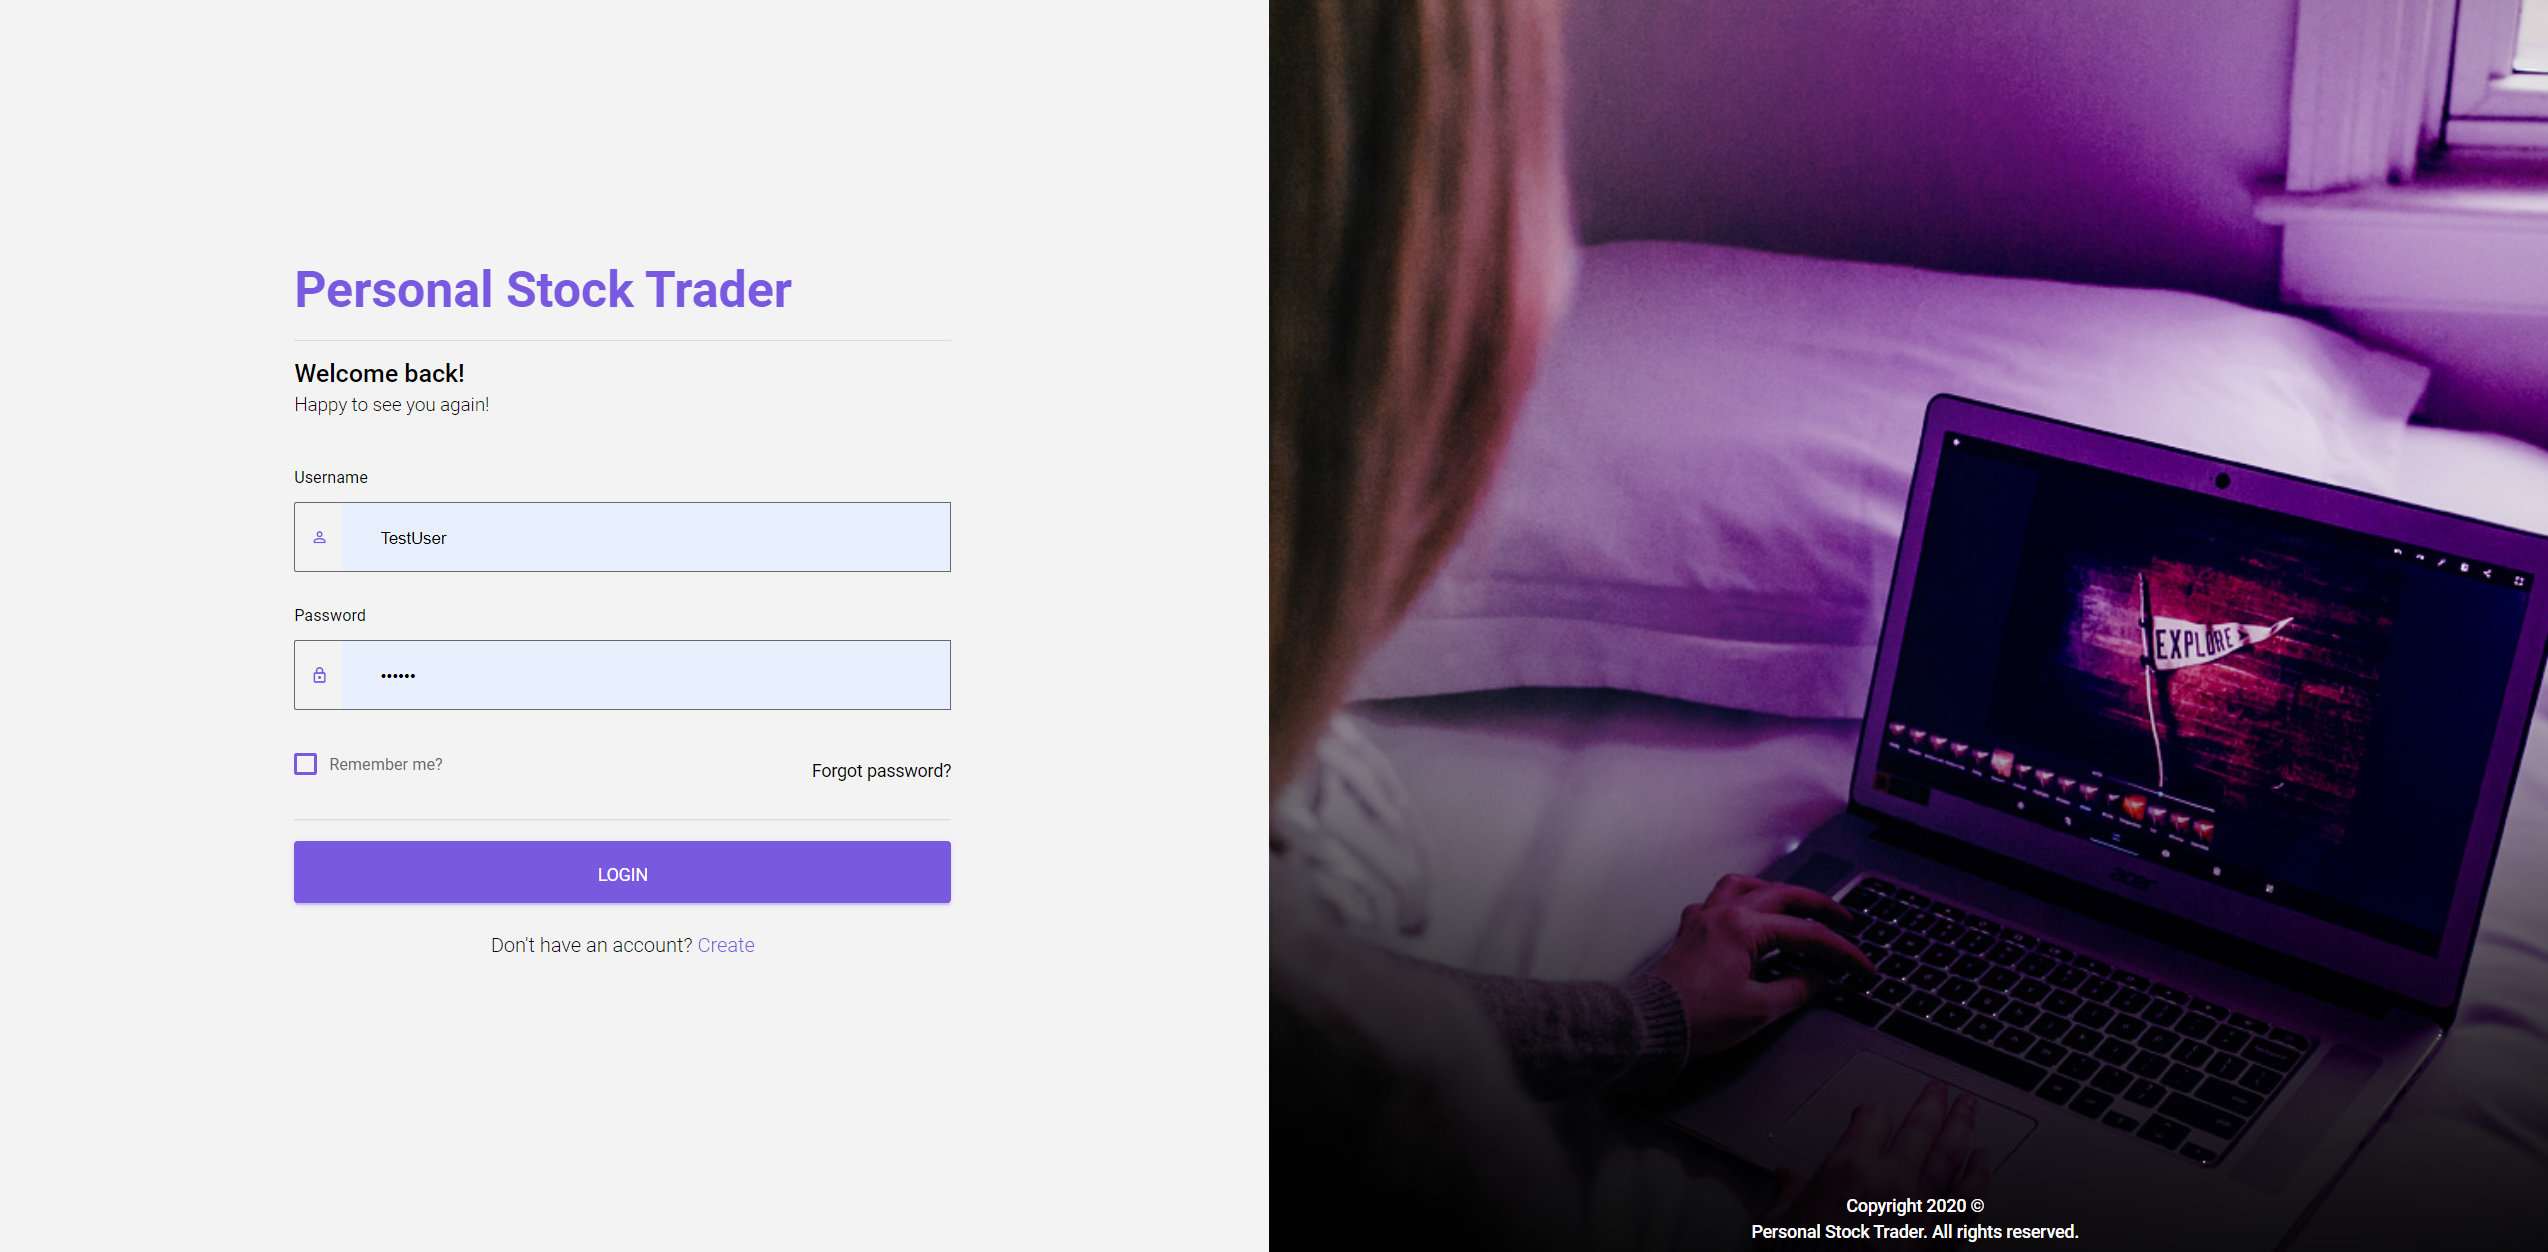 Personal Stock Trader
Welcome back!
Happy to see you again!
Username
TestUser
Password
••••••
Remember me?
Forgot password?
LOGIN
Don't have an account? Create
EXPLORE
acer
Copyright 2020 ©
Personal Stock Trader. All rights reserved.